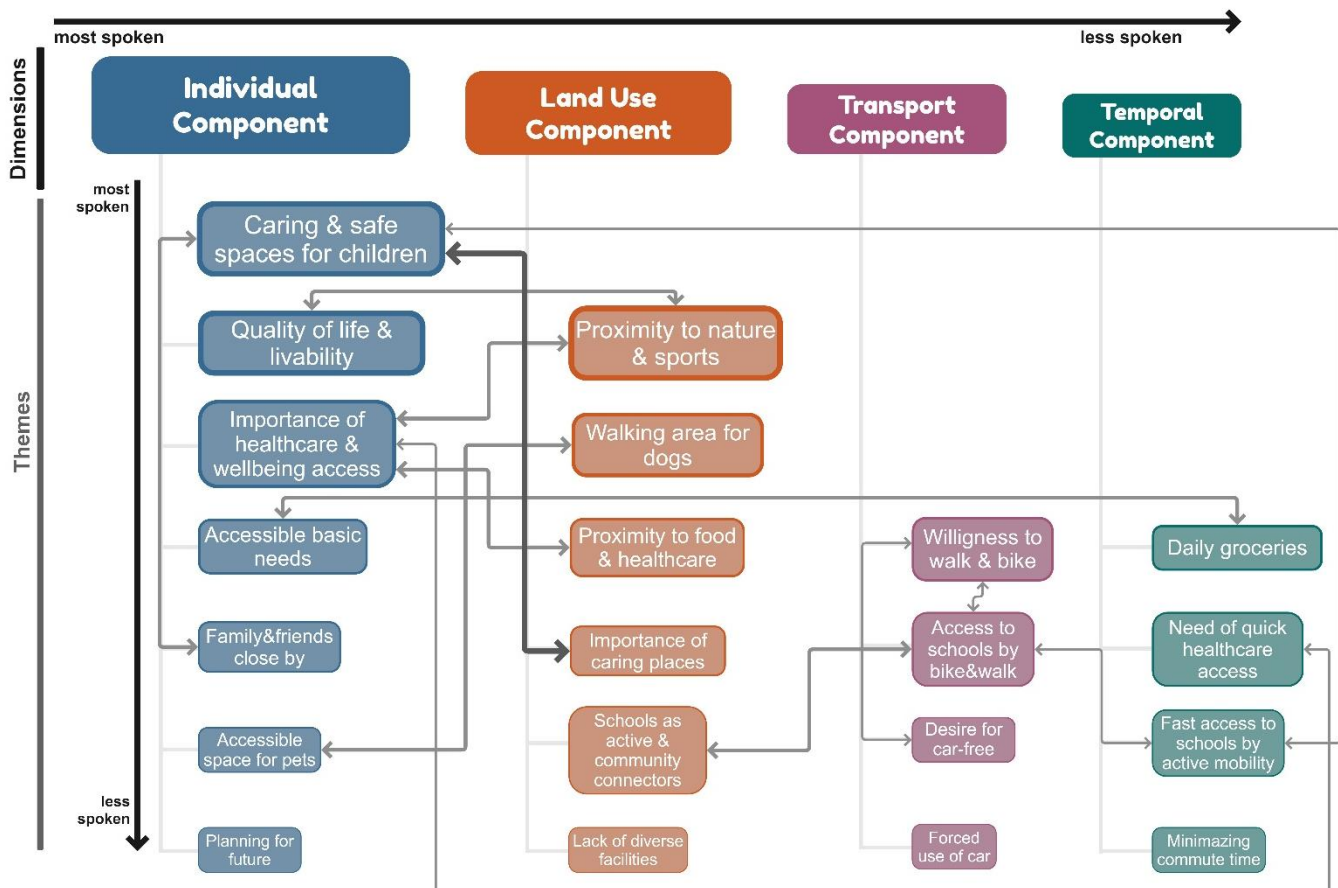 most spoken
less spoken
Dimensions
Individual
Component
Land Use
Component
Transport
Component
Temporal
Component
Themes
most
spoken
less
spoken
Caring & safe
spaces for children
Quality of life &
livability
Importance of
healthcare &
wellbeing access
Accessible basic
needs
Family&friends
close by
Accessible
space for pets
Planning for
future
Proximity to nature
& sports
Walking area for
dogs
Proximity to food
& healthcare
Importance of
caring places
Schools as
active &
community
connectors
Lack of diverse
facilities
Willigness to
walk & bike
Access to
schools by
bike&walk
Desire for
car-free
Forced
use of car
Daily groceries
Need of quick
healthcare
access
Fast access to
schools by
active mobility
Minimazing
commute time